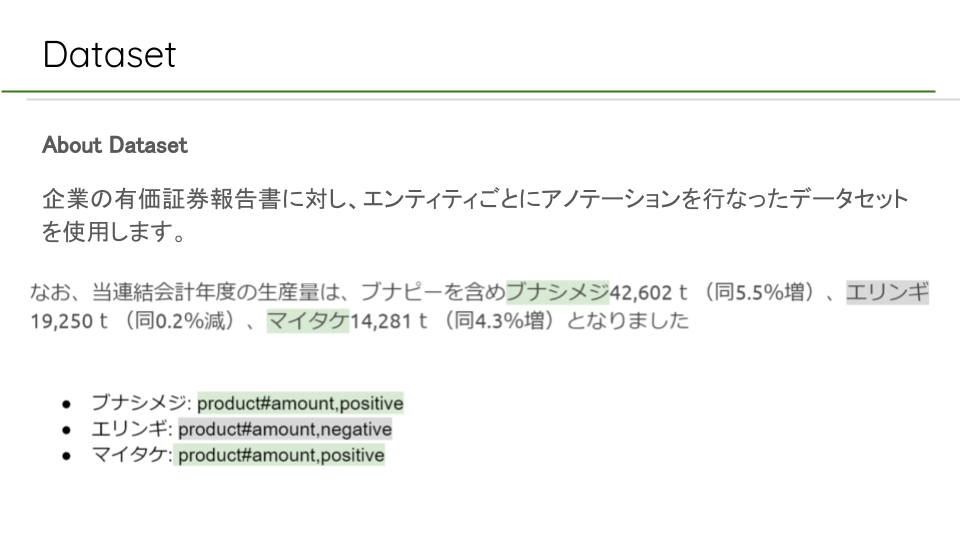 Dataset
About Dataset
企業の有価証券報告書に対し、エンティティごとにアノテーションを行なったデータセット
を使用します。
なお、当連結会計年度の生産量は、ブナピーを含めブナシメジ42,602ｔ（同5.5%増）、エリンギ
19,250ｔ（同0.2%減）、マイタケ14,281ｔ（同4.3%増）となりました
● ブナシメジ: product#amount,positive
● エリンギ: product#amount,negative
● マイタケ: product#amount,positive